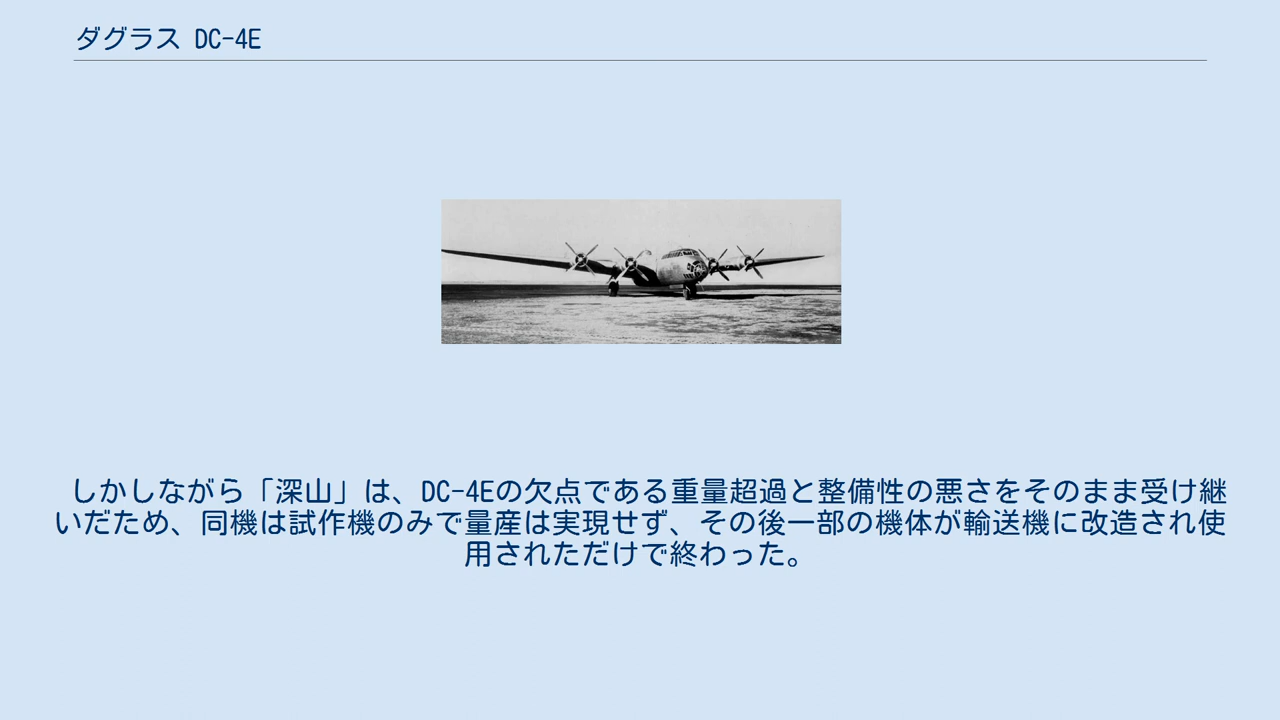 ダグラス DC-4E
しかしながら「深山」は、DC-4Eの欠点である重量超過と整備性の悪さをそのまま受け継
いだため、同機は試作機のみで量産は実現せず、その後一部の機体が輸送機に改造され使
用されただけで終わった。